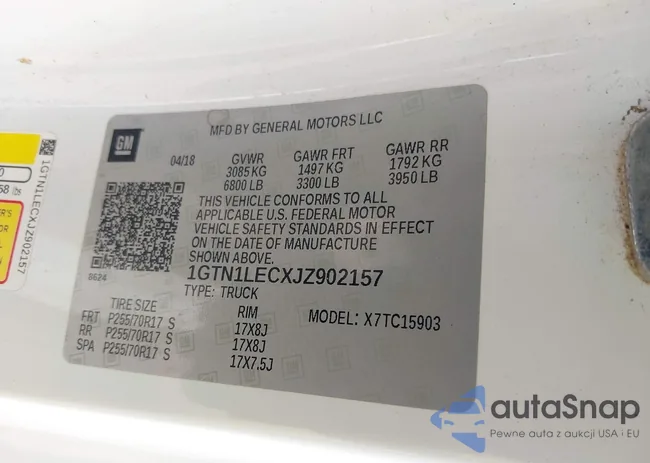 GM
MFD BY GENERAL MOTORS LLC
04/18 GVWR GAWR FRT GAWR RR
3085 KG 1497 KG 1792 KG
6800 LB 3300 LB 3950 LB
THIS VEHICLE CONFORMS TO ALL
APPLICABLE U.S. FEDERAL MOTOR
VEHICLE SAFETY STANDARDS IN EFFECT
ON THE DATE OF MANUFACTURE
SHOWN ABOVE.
8624
1GTN1LECXJZ902157
TYPE: TRUCK
TIRE SIZE RIM MODEL: X7TC15903
FRT P255/70R17 S 17X8J
RR P255/70R17 S 17X8J
SPA P255/70R17 S 17X7.5J
1GTN1LECXJZ902157
autaSnap
Pewne auta z aukcji USA i EU